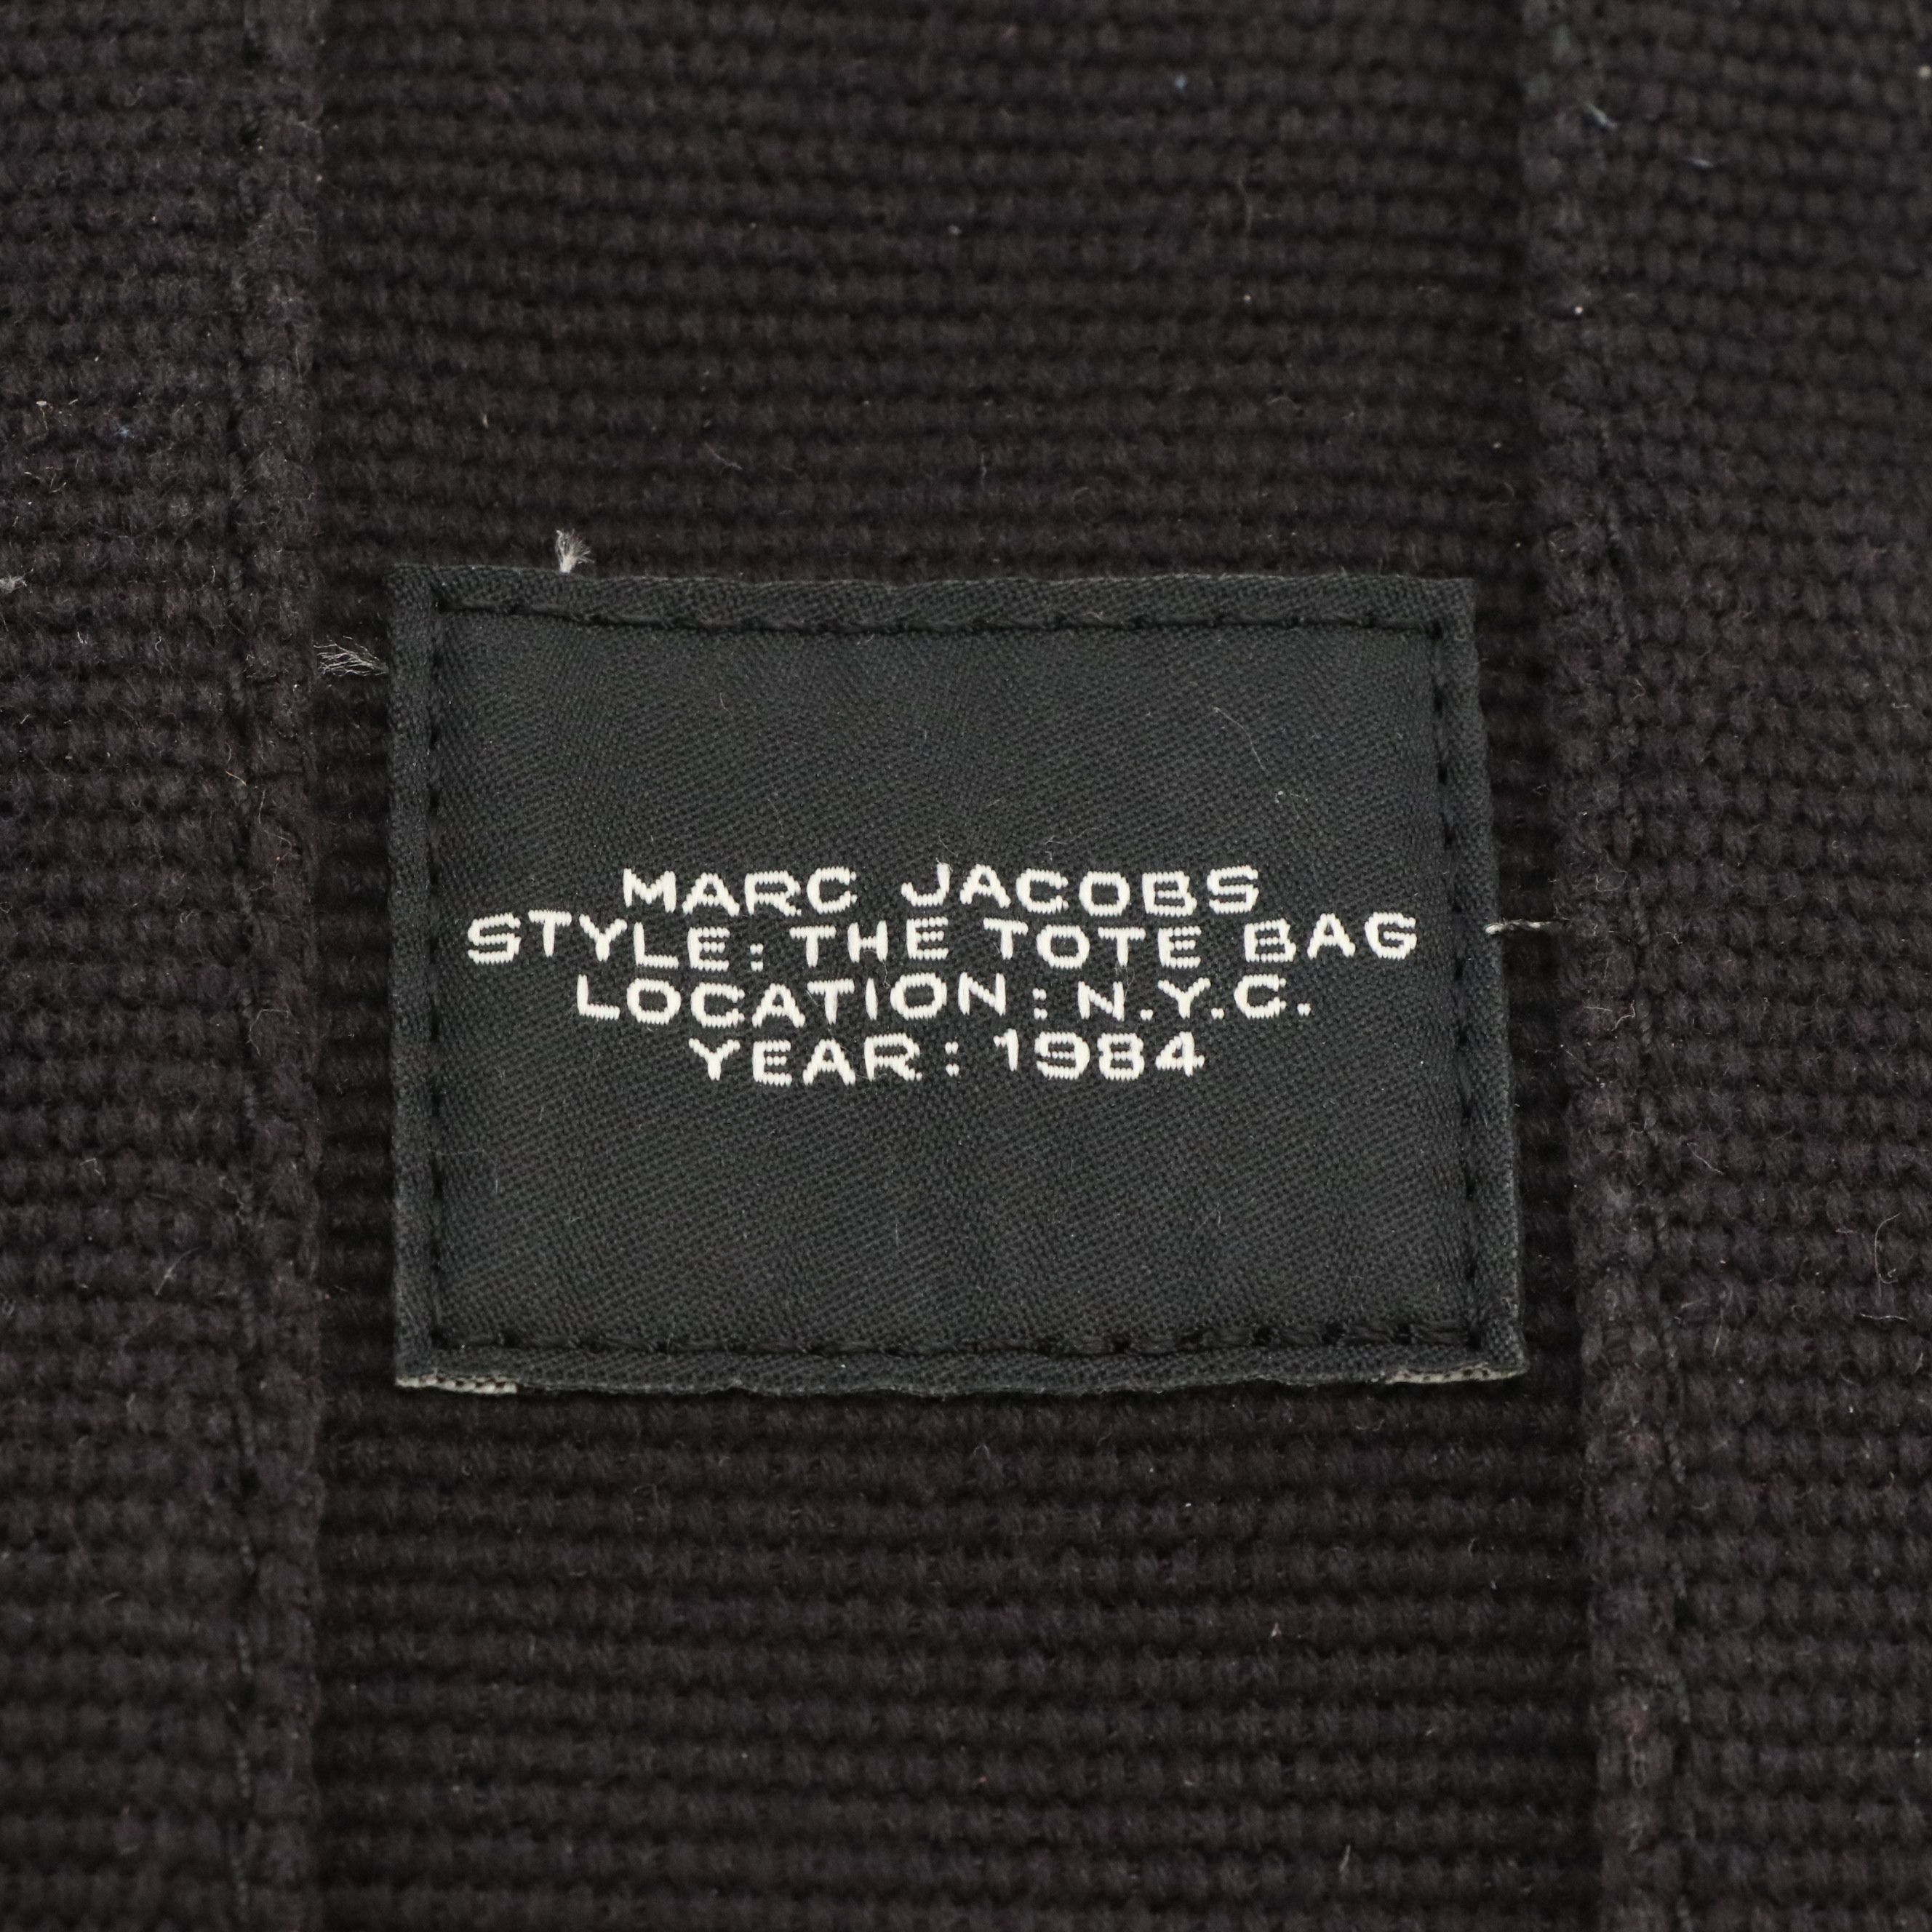 MARC JACOBS
STYLE: THE TOTE BAG
LOCATION: N.Y.C.
YEAR: 1984